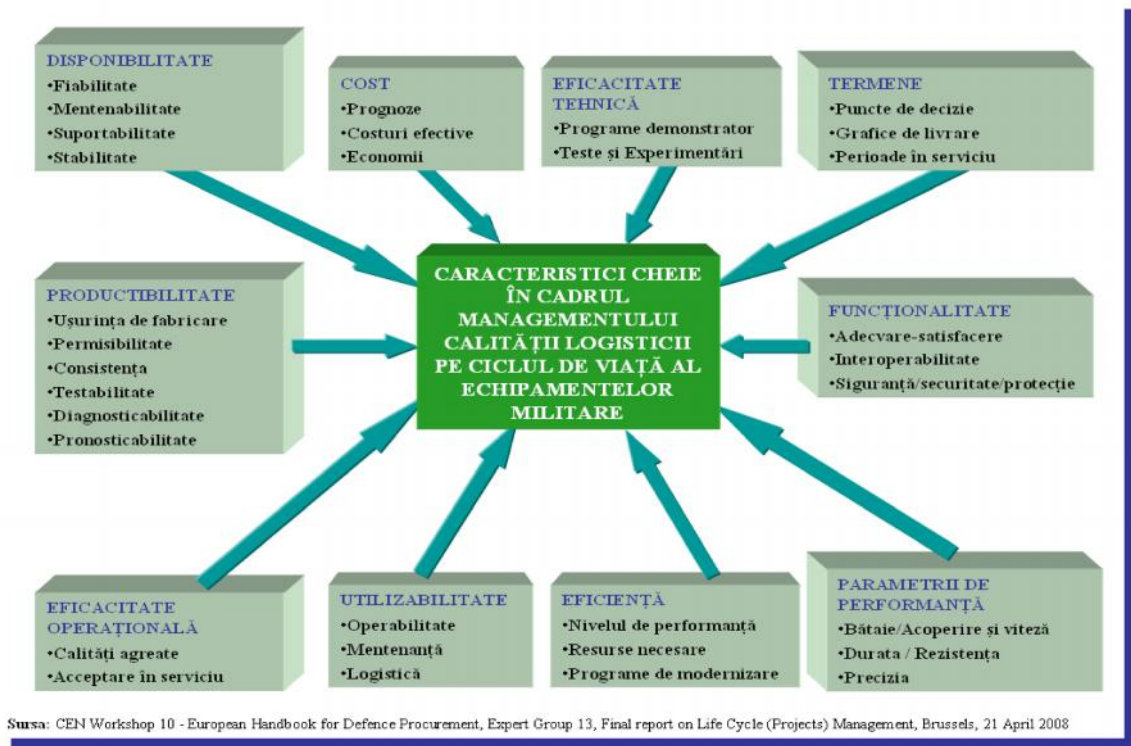 DISPONIBILITATE
•Fiabilitate
•Mentenabilitate
•Suportabilitate
•Stabilitate
COST
•Prognoze
•Costuri efective
•Economii
EFICACITATE
TEHNICĂ
•Programe demonstrator
•Teste și Experimentări
TERMENE
•Puncte de decizie
•Grafice de livrare
•Perioade în serviciu
PRODUCTIBILITATE
•Ușurința de fabricare
•Permisibilitate
•Consistența
•Testabilitate
•Diagnosticabilitate
•Pronosticabilitate
CARACTERISTICI CHEIE
ÎN CADRUL
MANAGEMENTULUI
CALITĂȚII LOGISTICII
PE CICLUL DE VIAȚĂ AL
ECHIPAMENTELOR
MILITARE
FUNCȚIONALITATE
•Adecvare-satisfacere
•Interoperabilitate
•Siguranță/securitate/protecție
EFICACITATE
OPERAȚIONALĂ
•Calități agreate
•Acceptare în serviciu
UTILIZABILITATE
•Operabilitate
•Mentenanță
•Logistică
EFICIENȚĂ
•Nivelul de performanță
•Resurse necesare
•Programe de modernizare
PARAMETRII DE
PERFORMANȚĂ
•Bătaie/Acoperire și viteză
•Durata / Rezistența
•Precizia
Sursa: CEN Workshop 10 - European Handbook for Defence Procurement, Expert Group 13, Final report on Life Cycle (Projects) Management, Brussels, 21 April 2008